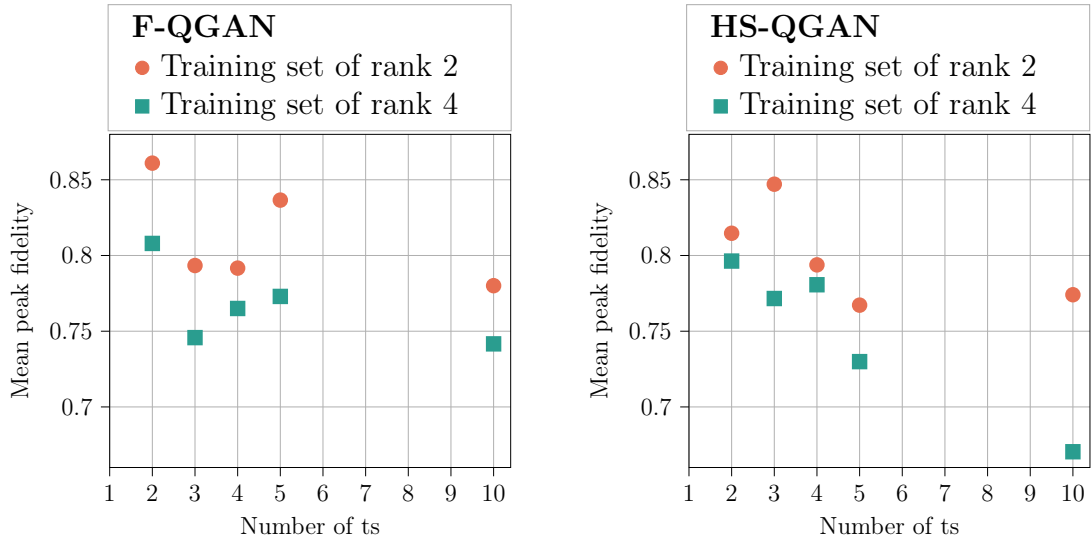 F-QGAN
Training set of rank 2
Training set of rank 4
0.85
0.8
0.75
0.7
Mean peak fidelity
1 2 3 4 5 6 7 8 9 10
Number of ts
HS-QGAN
Training set of rank 2
Training set of rank 4
0.85
0.8
0.75
0.7
Mean peak fidelity
1 2 3 4 5 6 7 8 9 10
Number of ts